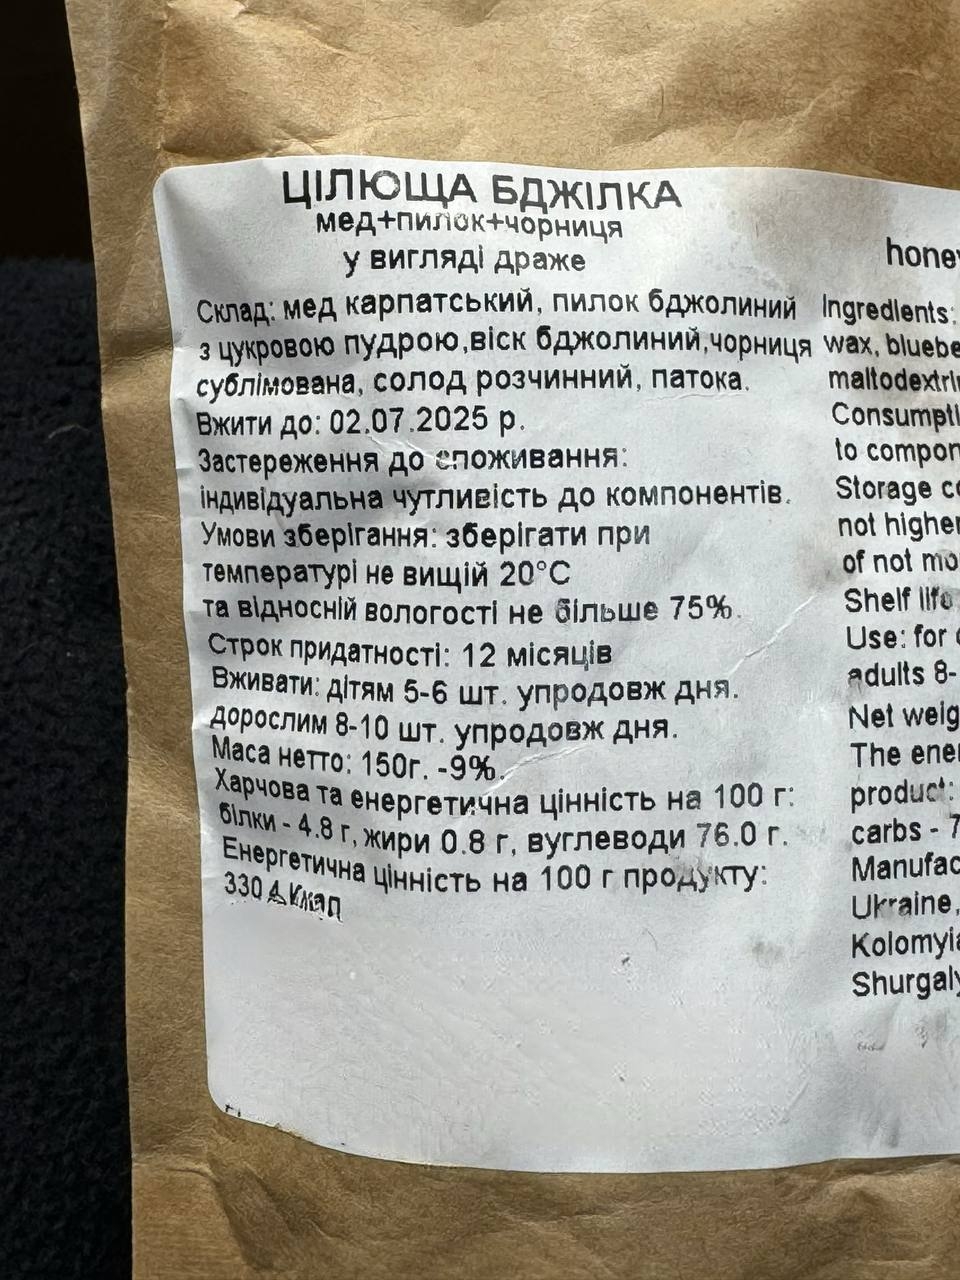 ЦІЛЮЩА БДЖІЛКА
мед+пилок+чорниця
у вигляді драже
Склад: мед карпатський, пилок бджолиний
з цукровою пудрою,віск бджолиний,чорниця
сублімована, солод розчинний, патока.
Вжити до: 02.07.2025 р.
Застереження до споживання:
індивідуальна чутливість до компонентів.
Умови зберігання: зберігати при
температурі не вищій 20°C
та відносній вологості не більше 75%.
Строк придатності: 12 місяців
Вживати: дітям 5-6 шт. упродовж дня.
дорослим 8-10 шт. упродовж дня.
Маса нетто: 150г. -9%.
Харчова та енергетична цінність на 100 г:
білки - 4.8 г, жири 0.8 г, вуглеводи 76.0 г.
Енергетична цінність на 100 г продукту:
330
honey
Ingredients:
wax, bluebe
maltodextrin
Consumpti
to compon
Storage co
not higher
of not mo
Shelf life
Use: for
adults 8-
Net weig
The ener
product:
carbs - 7
Manufac
Ukraine,
Kolomyia
Shurgaly